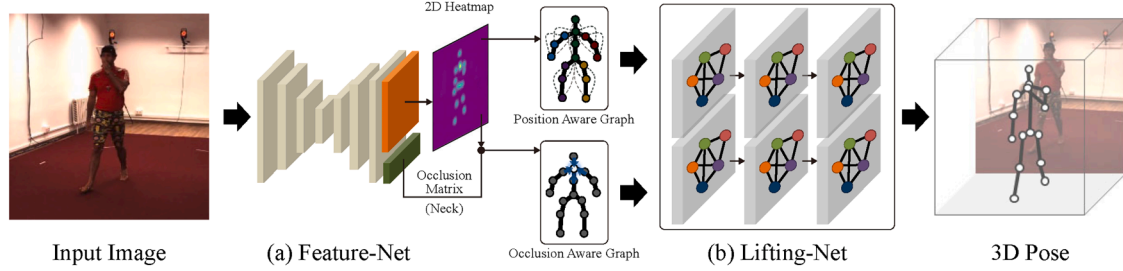 2D Heatmap
Position Aware Graph
Occlusion
Matrix
(Neck)
Occlusion Aware Graph
Input Image
(a) Feature-Net
(b) Lifting-Net
3D Pose